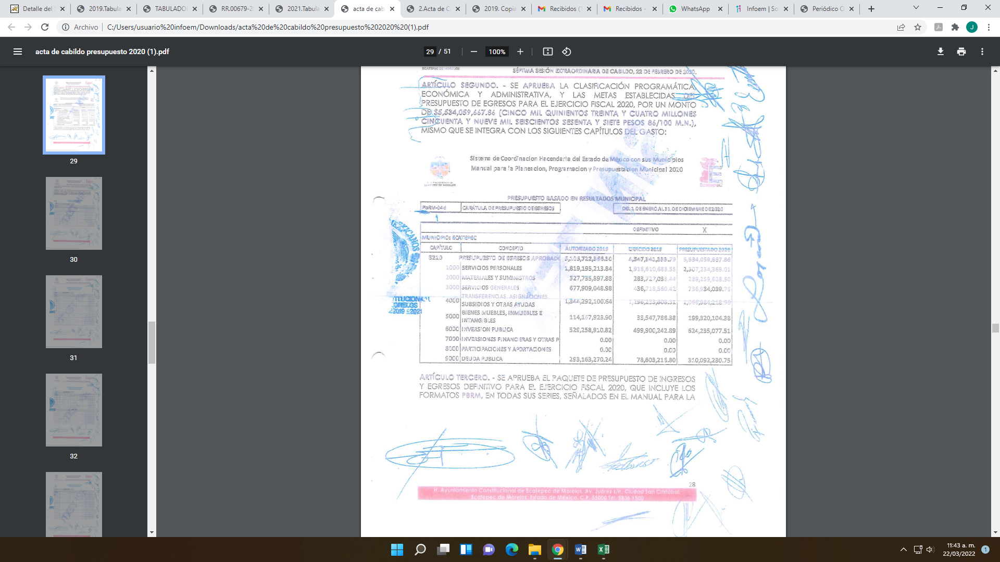 Detalle del S
2019.Tabula
TABULADO
RR.00679-2
2021.Tabula
acta de cab
2.Acta de C
2019. Copia
Recibidos (1
Recibidos -
WhatsApp
Infoem | So
Periódico O
Archivo
C:/Users/usuario%20infoem/Downloads/acta%20de%20cabildo%20presupuesto%202020%20(1).pdf
J
acta de cabildo presupuesto 2020 (1).pdf
29 / 51
100%
29
30
31
32
ECATEPEC DE MORELOS
SÉPTIMA SESIÓN EXTRAORDINARIA DE CABILDO, 22 DE FEBRERO DE 2020.
ARTÍCULO SEGUNDO. - SE APRUEBA LA CLASIFICACIÓN PROGRAMÁTICA,
ECONÓMICA Y ADMINISTRATIVA, Y LAS METAS ESTABLECIDAS DEL
PRESUPUESTO DE EGRESOS PARA EL EJERCICIO FISCAL 2020, POR UN MONTO
DE $5,534,059,667.86 (CINCO MIL QUINIENTOS TREINTA Y CUATRO MILLONES
CINCUENTA Y NUEVE MIL SEISCIENTOS SESENTA Y SIETE PESOS 86/100 M.N.),
MISMO QUE SE INTEGRA CON LOS SIGUIENTES CAPÍTULOS DEL GASTO:
Sistema de Coordinacion Hacendaria del Estado de México con sus Municipios
Manual para la Planeacion, Programacion y Presupuestacion Municipal 2020
ECATEPEC DE MORELOS
Ecatepec
PRESUPUESTO BASADO EN RESULTADOS MUNICIPAL
PbRM-04d CARÁTULA DE PRESUPUESTO DE EGRESOS DEL 1 DE ENERO AL 31 DE DICIEMBRE DE 2020
DEFINITIVO X
MUNICIPIO: ECATEPEC
CAPÍTULO CONCEPTO AUTORIZADO 2019 EJERCIDO 2019 PRESUPUESTADO 2020
8210 PRESUPUESTO DE EGRESOS APROBADO 5,105,722,366.30 4,547,341,333.79 5,534,059,667.86
1000 SERVICIOS PERSONALES 1,819,195,213.84 1,918,610,683.55 2,307,234,368.01
2000 MATERIALES Y SUMINISTROS 327,735,897.88 283,727,033.44 289,259,628.50
3000 SERVICIOS GENERALES 677,909,048.98 436,718,560.42 736,934,039.75
TRANSFERENCIAS, ASIGNACIONES,
4000 SUBSIDIOS Y OTRAS AYUDAS 1,344,292,100.64 1,296,233,808.31 1,066,984,218.96
BIENES MUEBLES, INMUEBLES E
5000 INTANGIBLES 114,167,923.90 33,547,788.38 199,320,104.38
6000 INVERSION PUBLICA 529,258,910.82 499,900,242.89 624,235,077.51
7000 INVERSIONES FINANCIERAS Y OTRAS P 0.00 0.00 0.00
8000 PARTICIPACIONES Y APORTACIONES 0.00 0.00 0.00
9000 DEUDA PUBLICA 293,163,270.24 78,603,215.80 310,092,230.75
ARTÍCULO TERCERO. - SE APRUEBA EL PAQUETE DE PRESUPUESTO DE INGRESOS
Y EGRESOS DEFINITIVO PARA EL EJERCICIO FISCAL 2020, QUE INCLUYE LOS
FORMATOS PBRM, EN TODAS SUS SERIES, SEÑALADOS EN EL MANUAL PARA LA
28
H. Ayuntamiento Constitucional de Ecatepec de Morelos. Av. Juárez s/n, Ciudad San Cristóbal,
Ecatepec de Morelos, Estado de México. C.P. 55000 Tel. 5836 1500
11:43 a. m.
22/03/2022
1